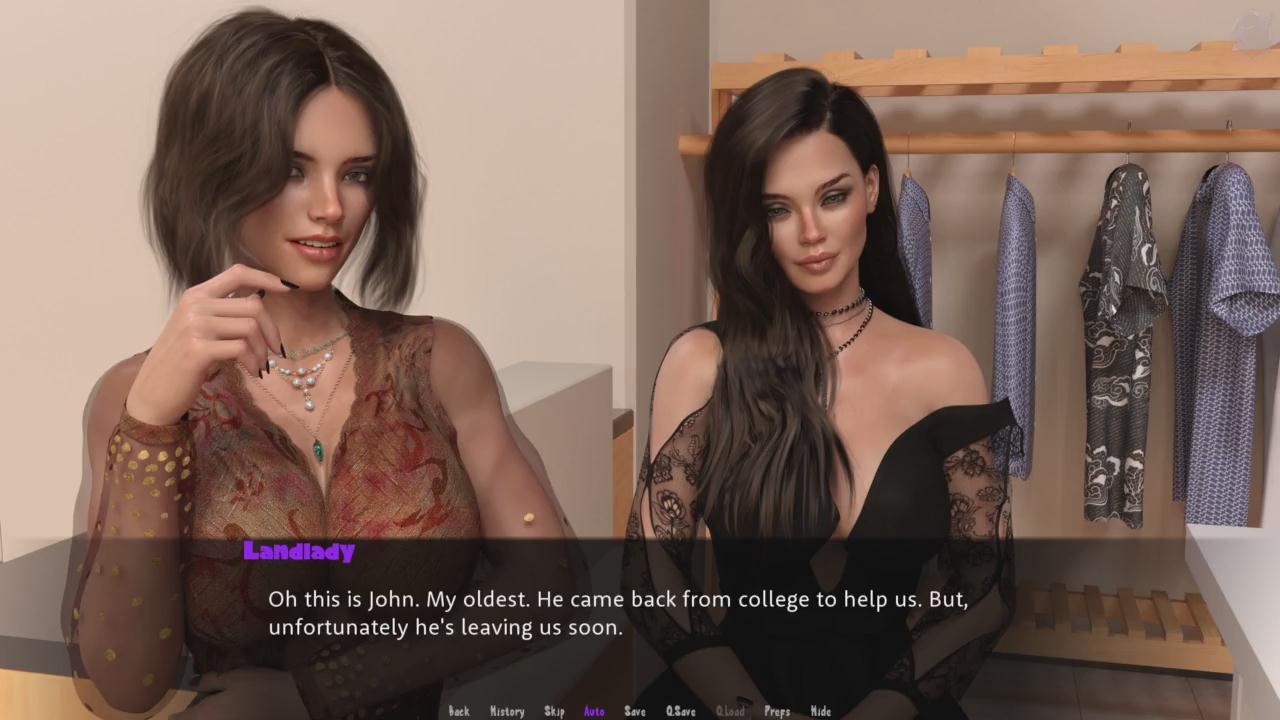 Landlady
Oh this is John. My oldest. He came back from college to help us. But,
unfortunately he's leaving us soon.
Back History Skip Auto Save Q.Save Q.Load Prefs Hide